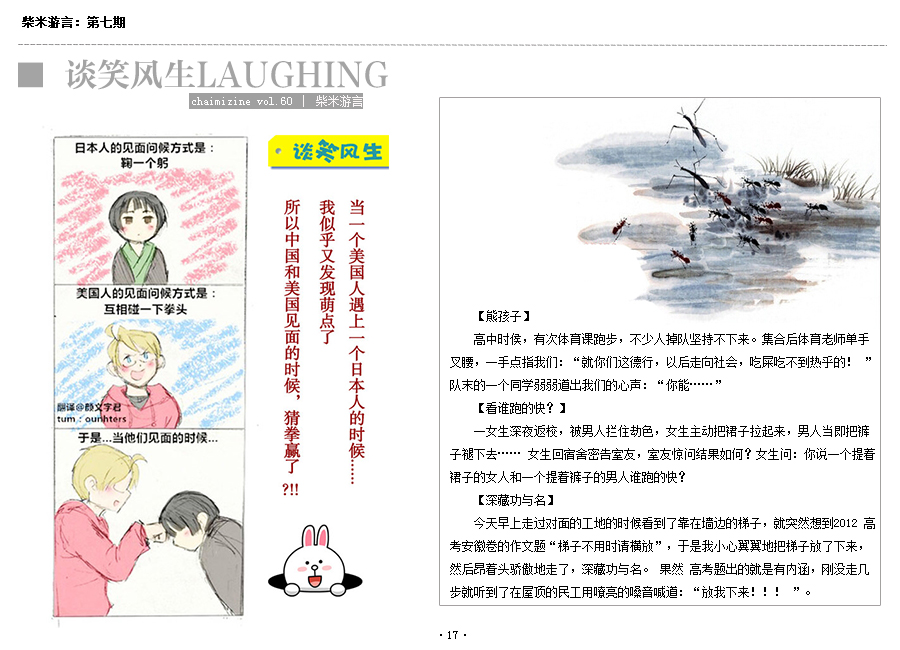 柴米游言：第七期
谈笑风生LAUGHING
chaimizine vol.60 | 柴米游言
日本人的见面问候方式是：
鞠一个躬
美国人的见面问候方式是：
互相碰一下拳头
翻译@颜文字君
tum：ounhters
于是...当他们见面的时候...
谈笑风生
当一个美国人遇上一个日本人的时候……
我似乎又发现萌点了
所以中国和美国见面的时候，猜拳赢了
?!!
【熊孩子】
高中时侯，有次体育课跑步，不少人掉队坚持不下来。集合后体育老师单手
叉腰，一手点指我们：“就你们这德行，以后走向社会，吃屎吃不到热乎的！ ”
队末的一个同学弱弱道出我们的心声：“你能……”
【看谁跑的快？】
一女生深夜返校，被男人拦住劫色，女生主动把裙子拉起来，男人当即把裤
子褪下去…… 女生回宿舍密告室友，室友惊问结果如何？女生问：你说一个提着
裙子的女人和一个提着裤子的男人谁跑的快？
【深藏功与名】
今天早上走过对面的工地的时候看到了靠在墙边的梯子，就突然想到2012 高
考安徽卷的作文题“梯子不用时请横放”，于是我小心翼翼地把梯子放了下来，
然后昂着头骄傲地走了，深藏功与名。 果然 高考题出的就是有内涵，刚没走几
步就听到了在屋顶的民工用嘹亮的嗓音喊道：“放我下来！！！ ”。
·17·